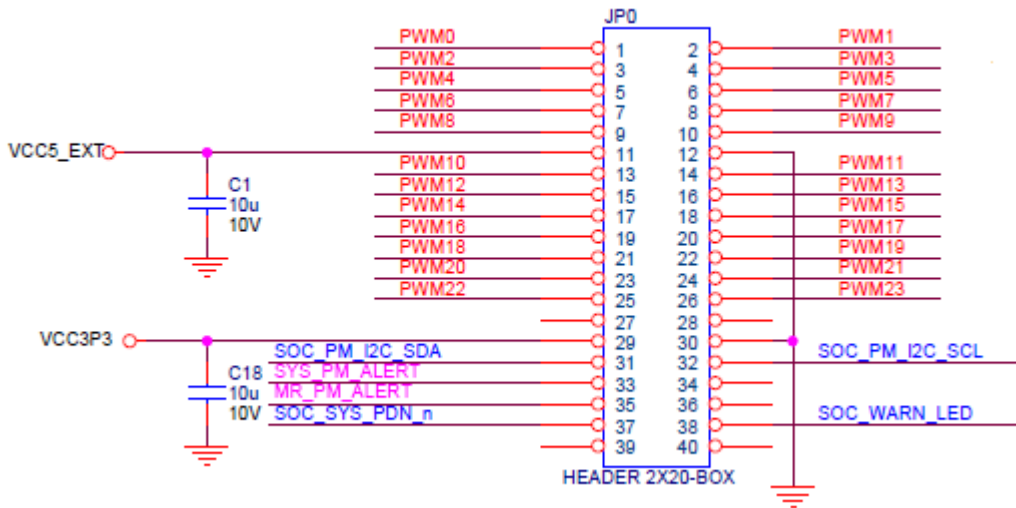 JP0
PWM0 1 2 PWM1
PWM2 3 4 PWM3
PWM4 5 6 PWM5
PWM6 7 8 PWM7
PWM8 9 10 PWM9
VCC5_EXT 11 12
PWM10 13 14 PWM11
C1
PWM12 15 16 PWM13
10u
PWM14 17 18 PWM15
10V
PWM16 19 20 PWM17
PWM18 21 22 PWM19
PWM20 23 24 PWM21
PWM22 25 26 PWM23
27 28
VCC3P3 29 30
SOC_PM_I2C_SDA 31 32 SOC_PM_I2C_SCL
C18 SYS_PM_ALERT 33 34
10u MR_PM_ALERT 35 36
10V SOC_SYS_PDN_n 37 38 SOC_WARN_LED
39 40
HEADER 2X20-BOX